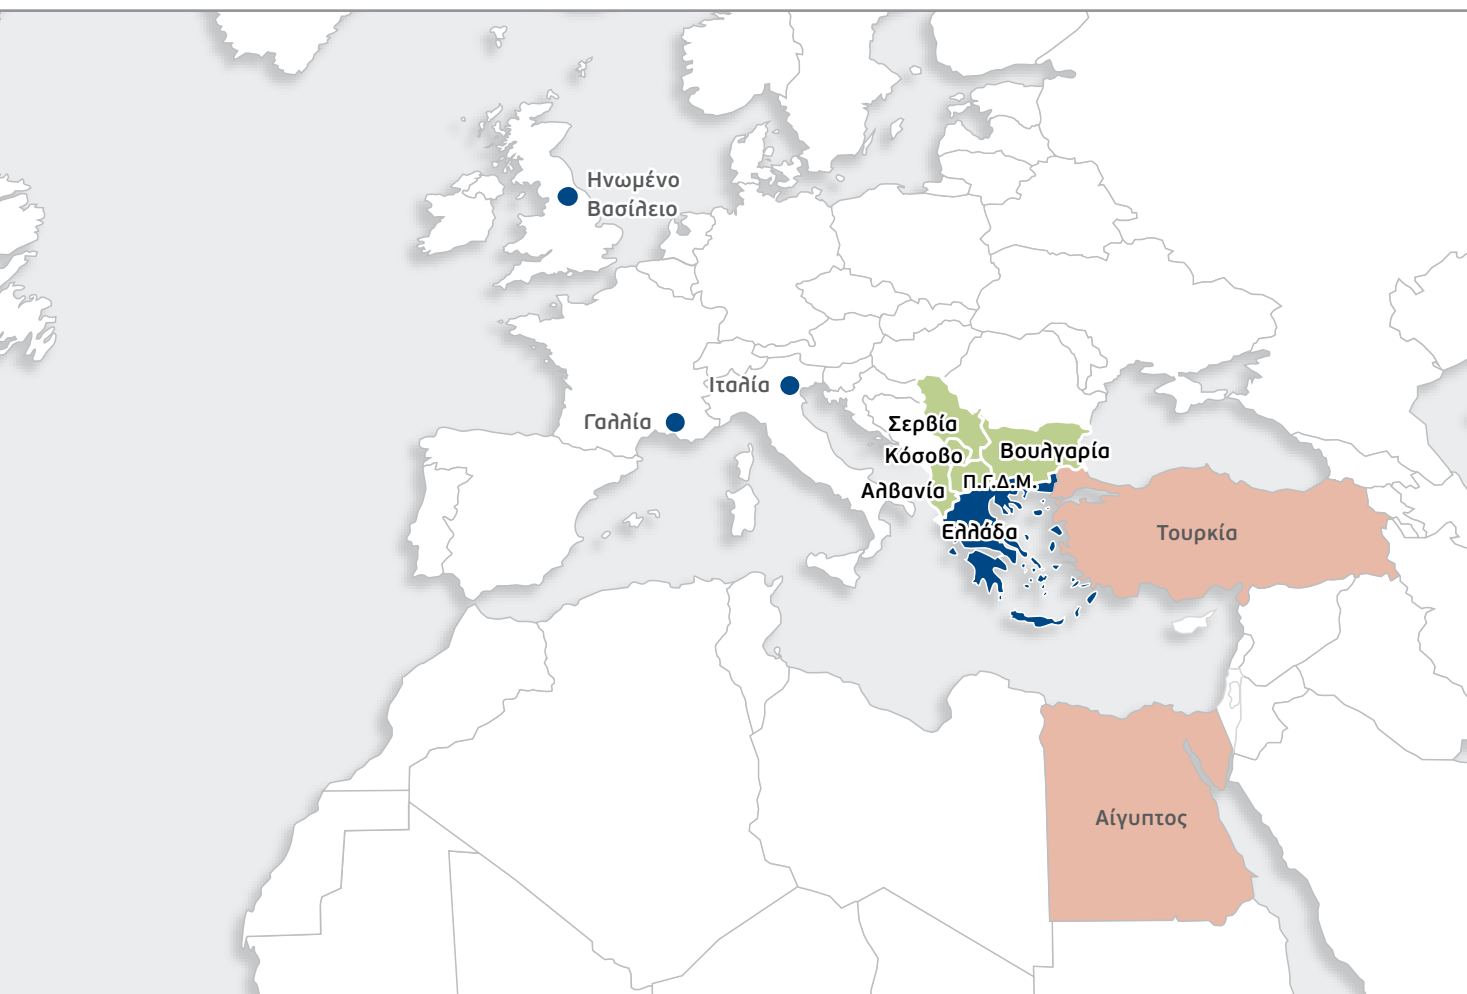 Ηνωμένο
Βασίλειο
Ιταλία
Γαλλία
Σερβία
Κόσοβο
Βουλγαρία
Αλβανία
Π.Γ.Δ.Μ.
Ελλάδα
Τουρκία
Αίγυπτος